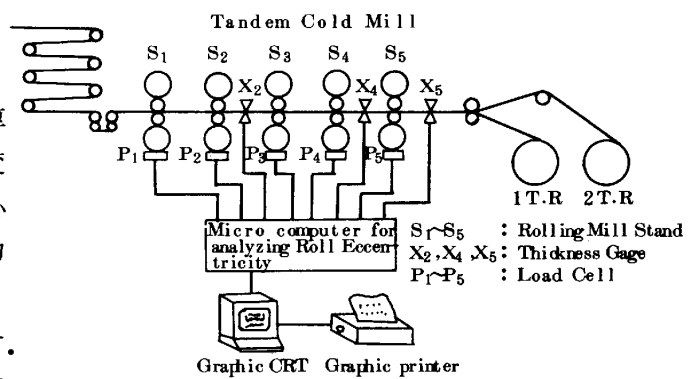 Tandem Cold Mill
S1 S2 S3 S4 S5
X2 X4 X5
P1 P2 P3 P4 P5
1T.R 2T.R
Micro computer for
analyzing Roll Eccen-
tricity
S1~S5 : Rolling Mill Stand
X2, X4, X5 : Thickness Gage
P1~P5 : Load Cell
Graphic CRT Graphic printer